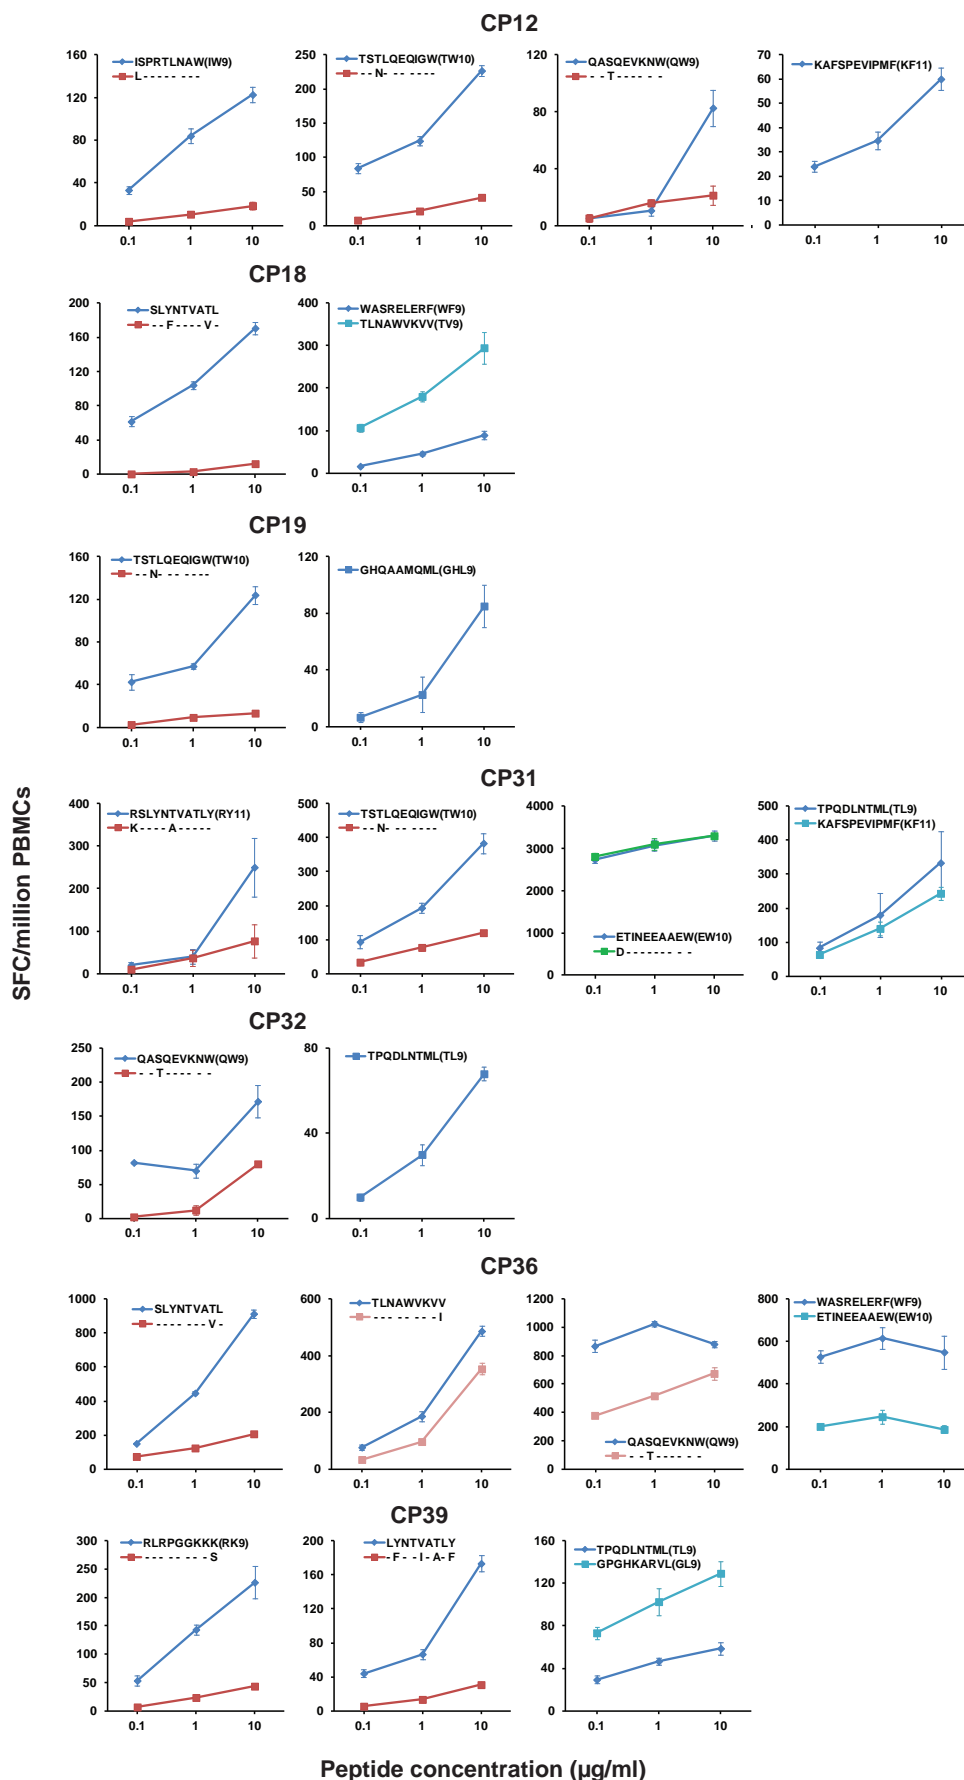 CP12
ISPRTLNAW(IW9)
L - - - - - - - -
160
120
80
40
0
0.1 1 10
TSTLQEQIGW(TW10)
- - -N- - - - - - -
250
200
150
100
50
0
0.1 1 10
QASQEVKNW(QW9)
- - -T- - - - - -
120
80
40
0
0.1 1 10
KAFSPEVIPMF(KF11)
70
60
50
40
30
20
10
0
0.1 1 10
CP18
SLYNTVATL
- - F - - - - V -
200
160
120
80
40
0
0.1 1 10
WASRELERF(WF9)
TLNAWVKVV(TV9)
400
300
200
100
0
0.1 1 10
CP19
TSTLQEQIGW(TW10)
- - -N- - - - - - -
160
120
80
40
0
0.1 1 10
GHQAAMQML(GHL9)
120
80
40
0
0.1 1 10
SFC/million PBMCs
CP31
RSLYNTVATLY(RY11)
K - - - - A - - - - -
400
300
200
100
0
0.1 1 10
TSTLQEQIGW(TW10)
- - -N- - - - - - -
500
400
300
200
100
0
0.1 1 10
4000
3000
2000
1000
0
ETINEEAAEW(EW10)
D - - - - - - - - -
0.1 1 10
TPQDLNTML(TL9)
KAFSPEVIPMF(KF11)
500
400
300
200
100
0
0.1 1 10
CP32
QASQEVKNW(QW9)
- - -T- - - - - -
250
200
150
100
50
0
0.1 1 10
TPQDLNTML(TL9)
80
40
0
0.1 1 10
CP36
SLYNTVATL
- - - - - - - V -
1000
800
600
400
200
0
0.1 1 10
TLNAWVKVV
- - - - - - - - I
600
400
200
0
0.1 1 10
1200
1000
800
600
400
200
0
QASQEVKNW(QW9)
- - -T- - - - - -
0.1 1 10
WASRELERF(WF9)
ETINEEAAEW(EW10)
800
600
400
200
0
0.1 1 10
CP39
RLRPGGKKK(RK9)
- - - - - - - - S
300
250
200
150
100
50
0
0.1 1 10
LYNTVATLY
- F - - I - A - F
200
160
120
80
40
0
0.1 1 10
TPQDLNTML(TL9)
GPGHKARVL(GL9)
160
120
80
40
0
0.1 1 10
Peptide concentration (µg/ml)